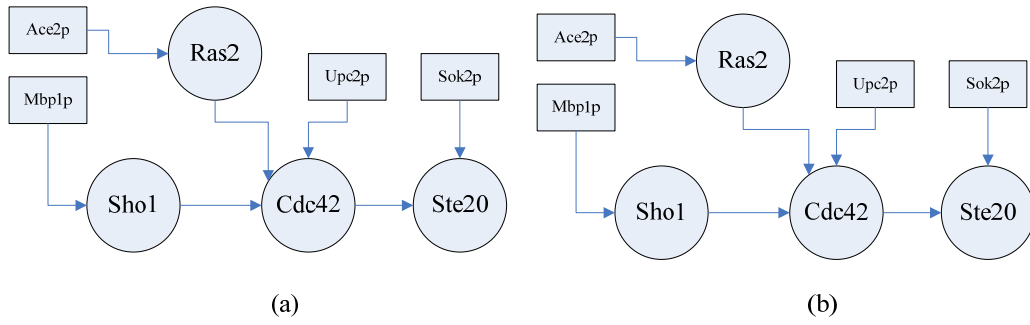 Ace2p
Ras2
Upc2p
Sok2p
Mbp1p
Sho1
Cdc42
Ste20
(a)
Ace2p
Ras2
Upc2p
Sok2p
Mbp1p
Sho1
Cdc42
Ste20
(b)